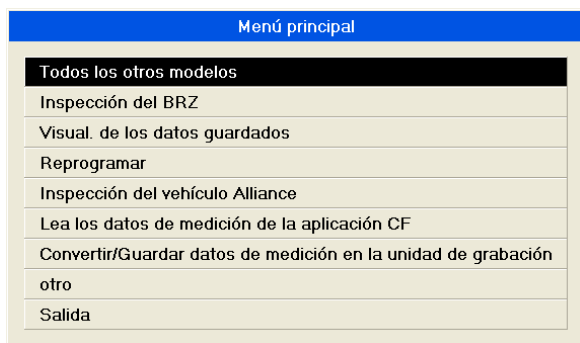 Menú principal
Todos los otros modelos
Inspección del BRZ
Visual. de los datos guardados
Reprogramar
Inspección del vehículo Alliance
Lea los datos de medición de la aplicación CF
Convertir/Guardar datos de medición en la unidad de grabación
otro
Salida